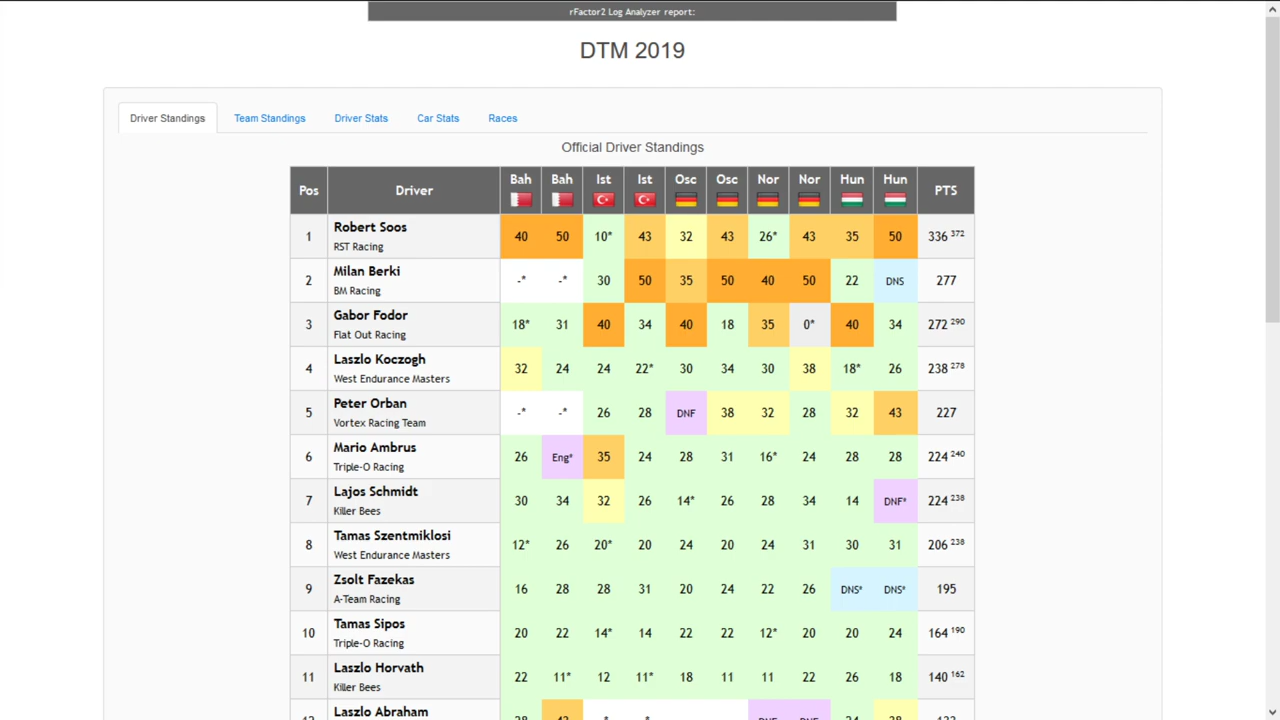 rFactor2 Log Analyzer report:
DTM 2019
Driver Standings Team Standings Driver Stats Car Stats Races
Official Driver Standings
Pos Driver Bah Bah Ist Ist Osc Osc Nor Nor Hun Hun PTS
1 Robert Soos 40 50 10* 43 32 43 26* 43 35 50 336 372
RST Racing
2 Milan Berki -* -* 30 50 35 50 40 50 22 DNS 277
BM Racing
3 Gabor Fodor 18* 31 40 34 40 18 35 0* 40 34 272 290
Flat Out Racing
4 Laszlo Koczogh 32 24 24 22* 30 34 30 38 18* 26 238 278
West Endurance Masters
5 Peter Orban -* -* 26 28 DNF 38 32 28 32 43 227
Vortex Racing Team
6 Mario Ambrus 26 Eng* 35 24 28 31 16* 24 28 28 224 240
Triple-O Racing
7 Lajos Schmidt 30 34 32 26 14* 26 28 34 14 DNF* 224 238
Killer Bees
8 Tamas Szentmiklosi 12* 26 20* 20 24 20 24 31 30 31 206 238
West Endurance Masters
9 Zsolt Fazekas 16 28 28 31 20 24 22 26 DNS* DNS* 195
A-Team Racing
10 Tamas Sipos 20 22 14* 14 22 22 12* 20 20 24 164 190
Triple-O Racing
11 Laszlo Horvath 22 11* 12 11* 18 11 11 22 26 18 140 162
Killer Bees
Laszlo Abraham